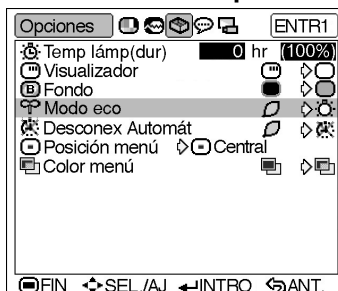 Opciones ENTR1
Temp lámp(dur) 0 hr (100%)
Visualizador
B Fondo
Modo eco
Desconex Automát
Posición menú Central
Color menú
FIN SEL./AJ INTRO ANT.